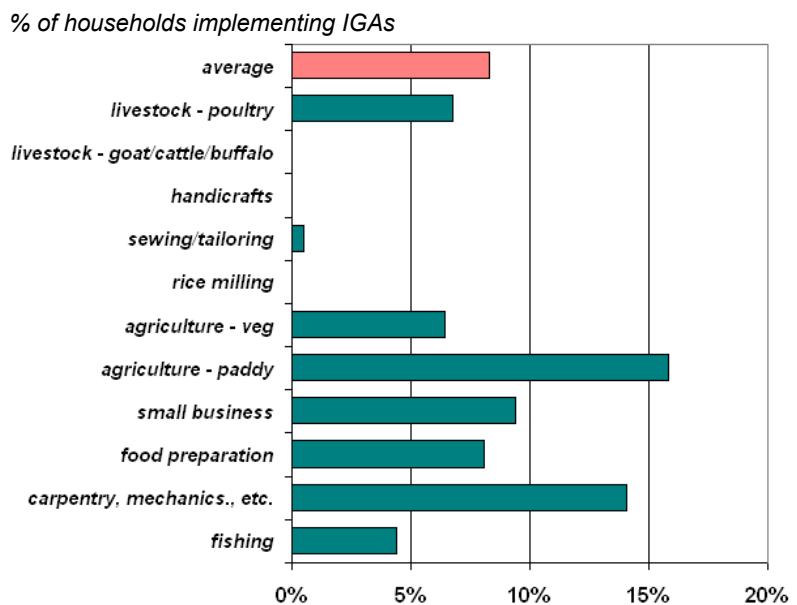 % of households implementing IGAs
average
livestock - poultry
livestock - goat/cattle/buffalo
handicrafts
sewing/tailoring
rice milling
agriculture - veg
agriculture - paddy
small business
food preparation
carpentry, mechanics., etc.
fishing
0% 5% 10% 15% 20%